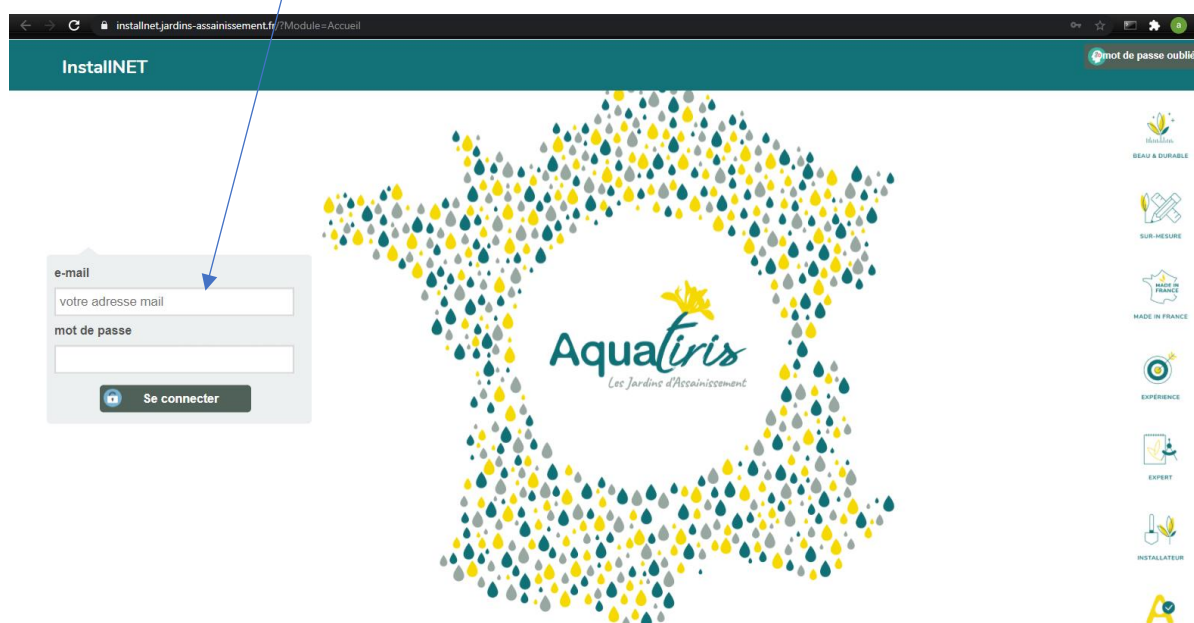 installnet.jardins-assainissement.fr/?Module=Accueil
a
InstallNET
mot de passe oublié
e-mail
votre adresse mail
mot de passe
Se connecter
Aquatiris
Les Jardins d'Assainissement
BEAU & DURABLE
SUR-MESURE
MADE IN
FRANCE
MADE IN FRANCE
EXPÉRIENCE
EXPERT
INSTALLATEUR